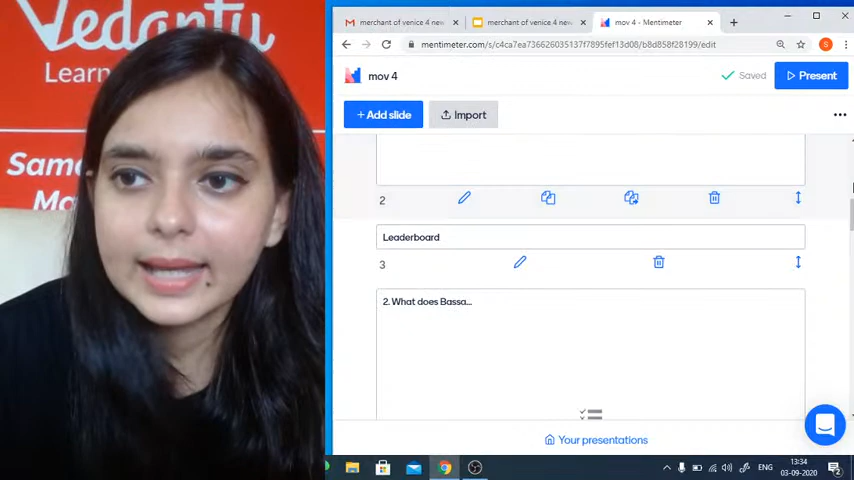 Vedantu
Learn
Same
Ma
merchant of venice 4 new
merchant of venice 4 new
mov 4 - Mentimeter
mentimeter.com/s/c4ca7ea736626035137f7895fef13d08/b8d858f28199/edit
S
mov 4
Saved
Present
+ Add slide
Import
2
Leaderboard
3
2. What does Bassa...
Your presentations
ENG
13:34
03-09-2020
2